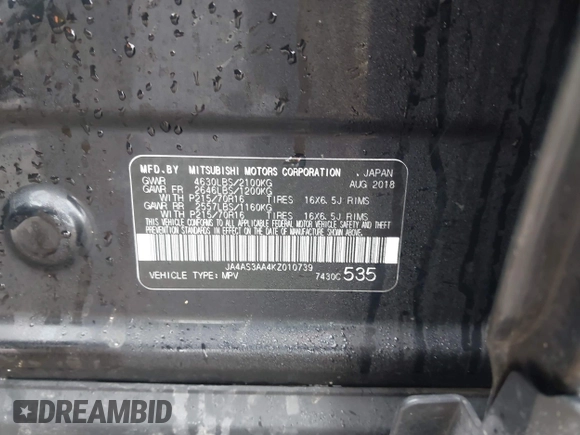 MFD.BY MITSUBISHI MOTORS CORPORATION . JAPAN
GVWR 4630LBS/2100KG AUG 2018
GAWR FR 2646LBS/1200KG
WITH P215/70R16 TIRES 16X6.5J RIMS
GAWR RR 2557LBS/1160KG
WITH P215/70R16 TIRES 16X6.5J RIMS
THIS VEHICLE CONFORMS TO ALL APPLICABLE FEDERAL MOTOR VEHICLE SAFETY AND THEFT
PREVENTION STANDARDS IN EFFECT ON THE DATE OF MANUFACTURE SHOWN ABOVE.
JA4AS3AA4KZ010739
VEHICLE TYPE: MPV 7430C 535
DREAMBID